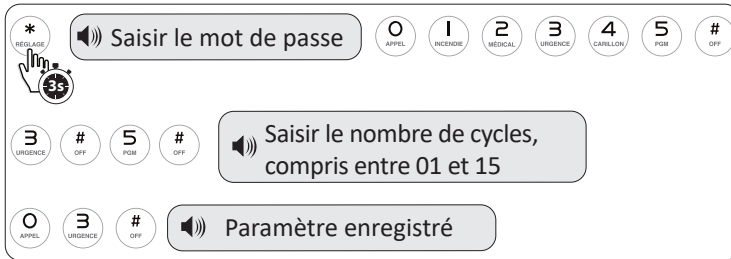 * RÉGLAGE Saisir le mot de passe 0 APPEL 1 INCENDIE 2 MÉDICAL 3 URGENCE 4 CARILLON 5 PGM # OFF
3s
3 URGENCE # OFF 5 PGM # OFF Saisir le nombre de cycles,
compris entre 01 et 15
0 APPEL 3 URGENCE # OFF Paramètre enregistré